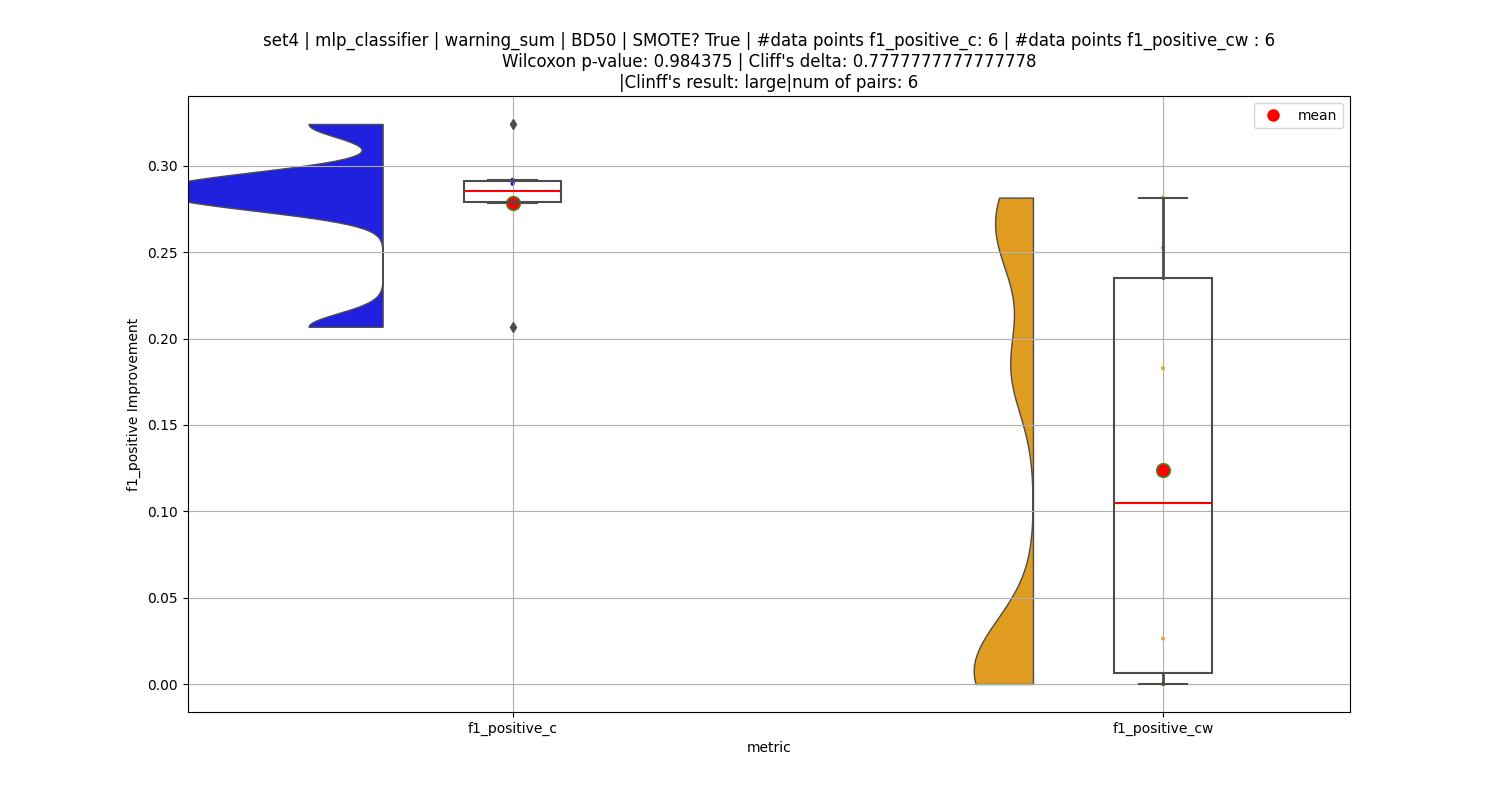 set4 | mlp_classifier | warning_sum | BD50 | SMOTE? True | #data points f1_positive_c: 6 | #data points f1_positive_cw : 6
Wilcoxon p-value: 0.984375 | Cliff's delta: 0.7777777777777778
|Clinff's result: large|num of pairs: 6
mean
0.30
0.25
0.20
0.15
0.10
0.05
0.00
f1_positive Improvement
f1_positive_c
f1_positive_cw
metric